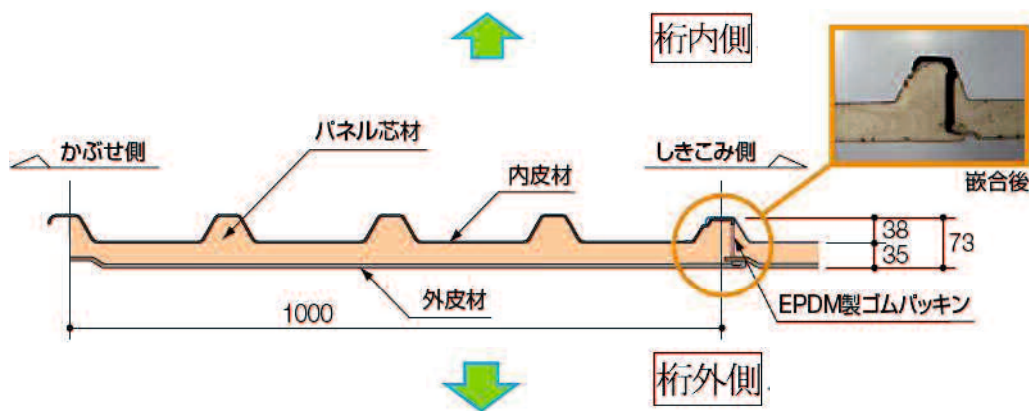 桁内側
パネル芯材
かぶせ側
しきこみ側
内皮材
嵌合後
38
35
73
外皮材
EPDM製ゴムパッキン
1000
桁外側